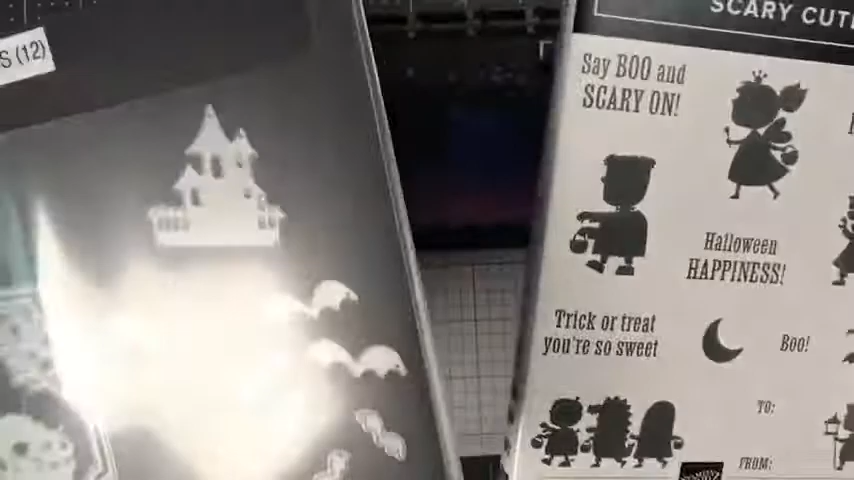 S (12)
SCARY CUT
Say BOO and
SCARY ON!
Halloween
HAPPINESS!
Trick or treat
you're so sweet
Boo!
TO:
FROM: